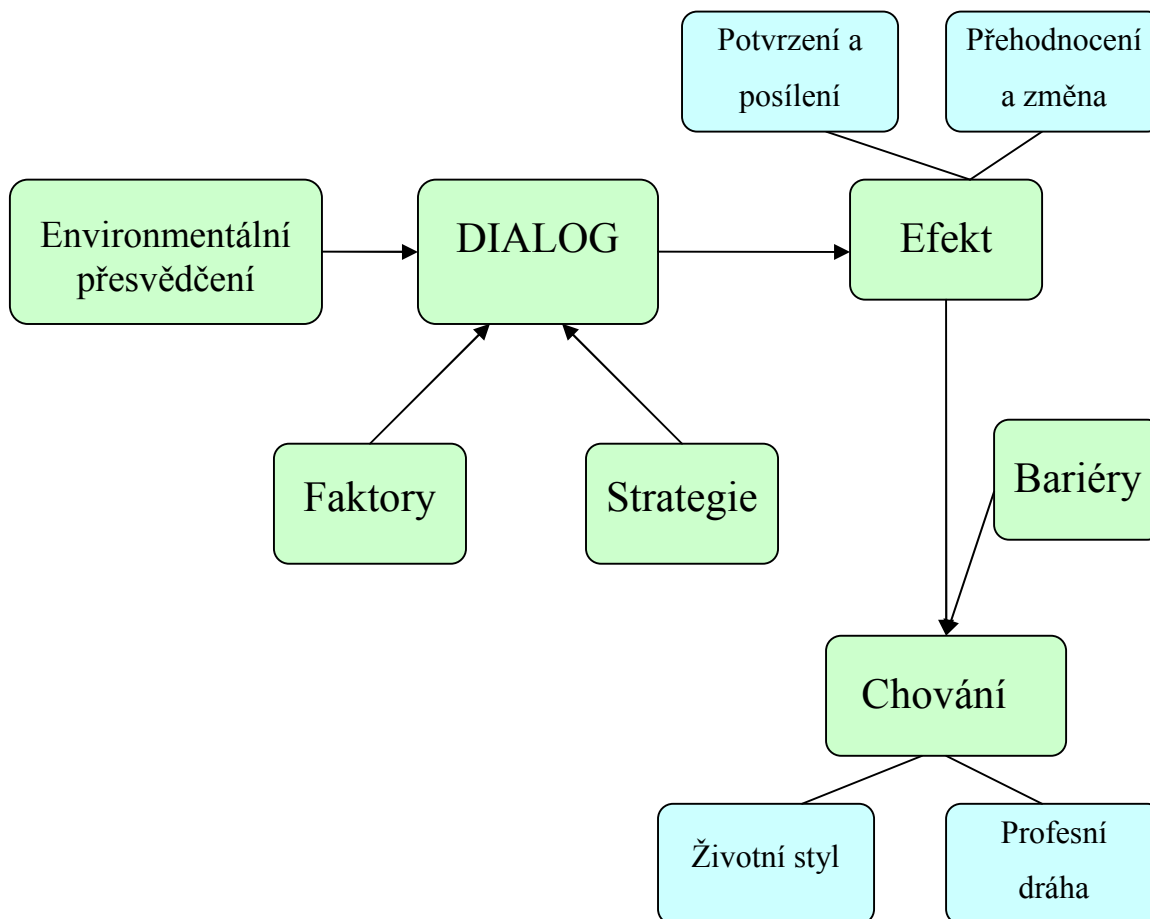 Potvrzení a
posílení
Přehodnocení
a změna
Environmentální
přesvědčení
DIALOG
Efekt
Faktory
Strategie
Bariéry
Chování
Životní styl
Profesní
dráha